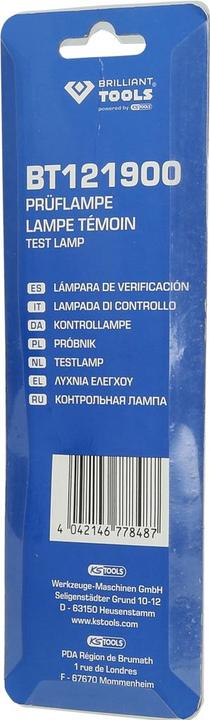 BRILLIANT
TOOLS
powered by KS TOOLS
BT121900
PRÜFLAMPE
LAMPE TÉMOIN
TEST LAMP
ES LÁMPARA DE VERIFICACIÓN
IT LAMPADA DI CONTROLLO
DA KONTROLLAMPE
PL PRÓBNIK
NL TESTLAMP
EL ΛΥΧΝΙΑ ΕΛΕΓΧΟΥ
RU КОНТРОЛЬНАЯ ЛАМПА
4 042146 778487
KS TOOLS
Werkzeuge-Maschinen GmbH
Seligenstädter Grund 10-12
D - 63150 Heusenstamm
www.kstools.com
KS TOOLS
PDA Région de Brumath
1 rue de Londres
F - 67670 Mommenheim
www.kstools.com